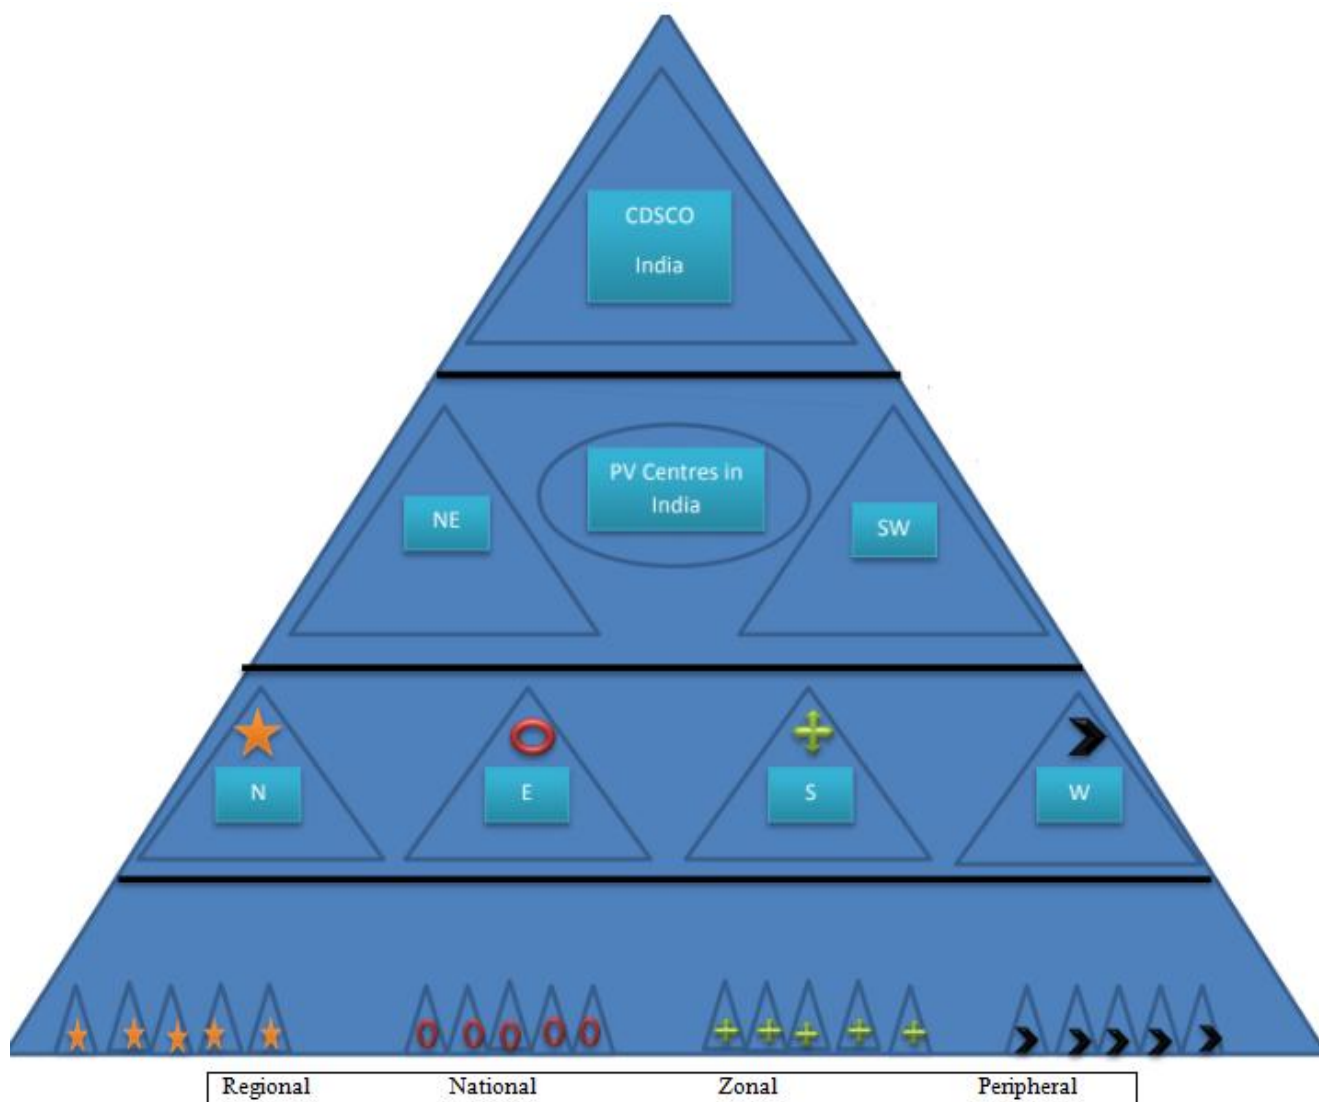 CDSCO
India
PV Centres in
India
NE
SW
N
E
S
W
Regional National Zonal Peripheral